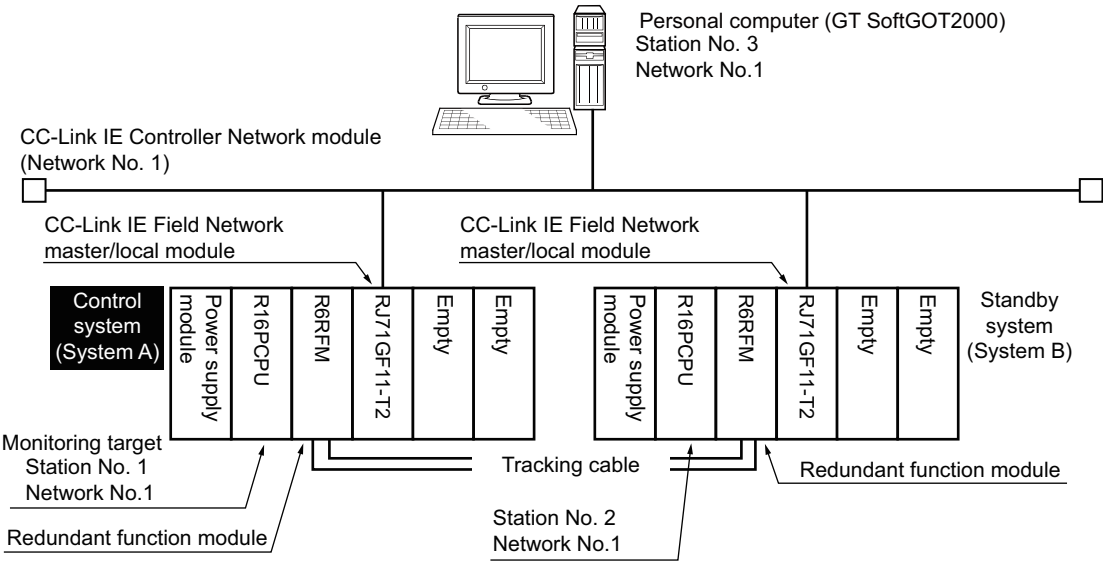 Personal computer (GT SoftGOT2000)
Station No. 3
Network No.1
CC-Link IE Controller Network module
(Network No. 1)
CC-Link IE Field Network
master/local module
CC-Link IE Field Network
master/local module
Control
system
(System A)
Power supply
module
R16PCPU
R6RFM
RJ71GF11-T2
Empty
Empty
Power supply
module
R16PCPU
R6RFM
RJ71GF11-T2
Empty
Empty
Standby
system
(System B)
Monitoring target
Station No. 1
Network No.1
Tracking cable
Redundant function module
Station No. 2
Network No.1
Redundant function module